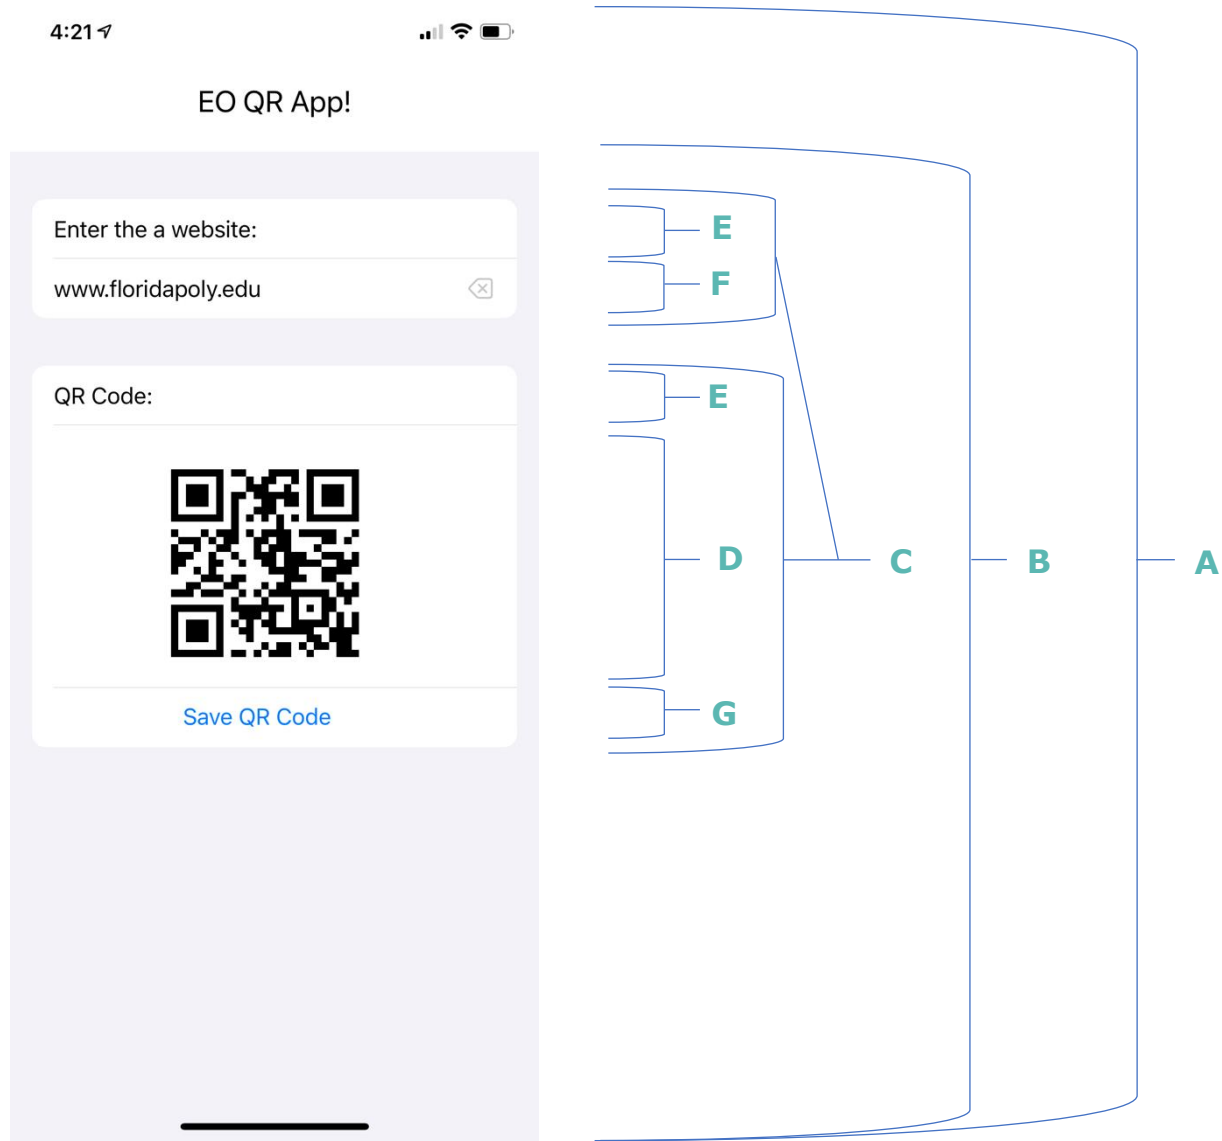 4:21
EO QR App!
Enter the a website:
www.floridapoly.edu
QR Code:
Save QR Code
E
F
E
D
C
B
A
G